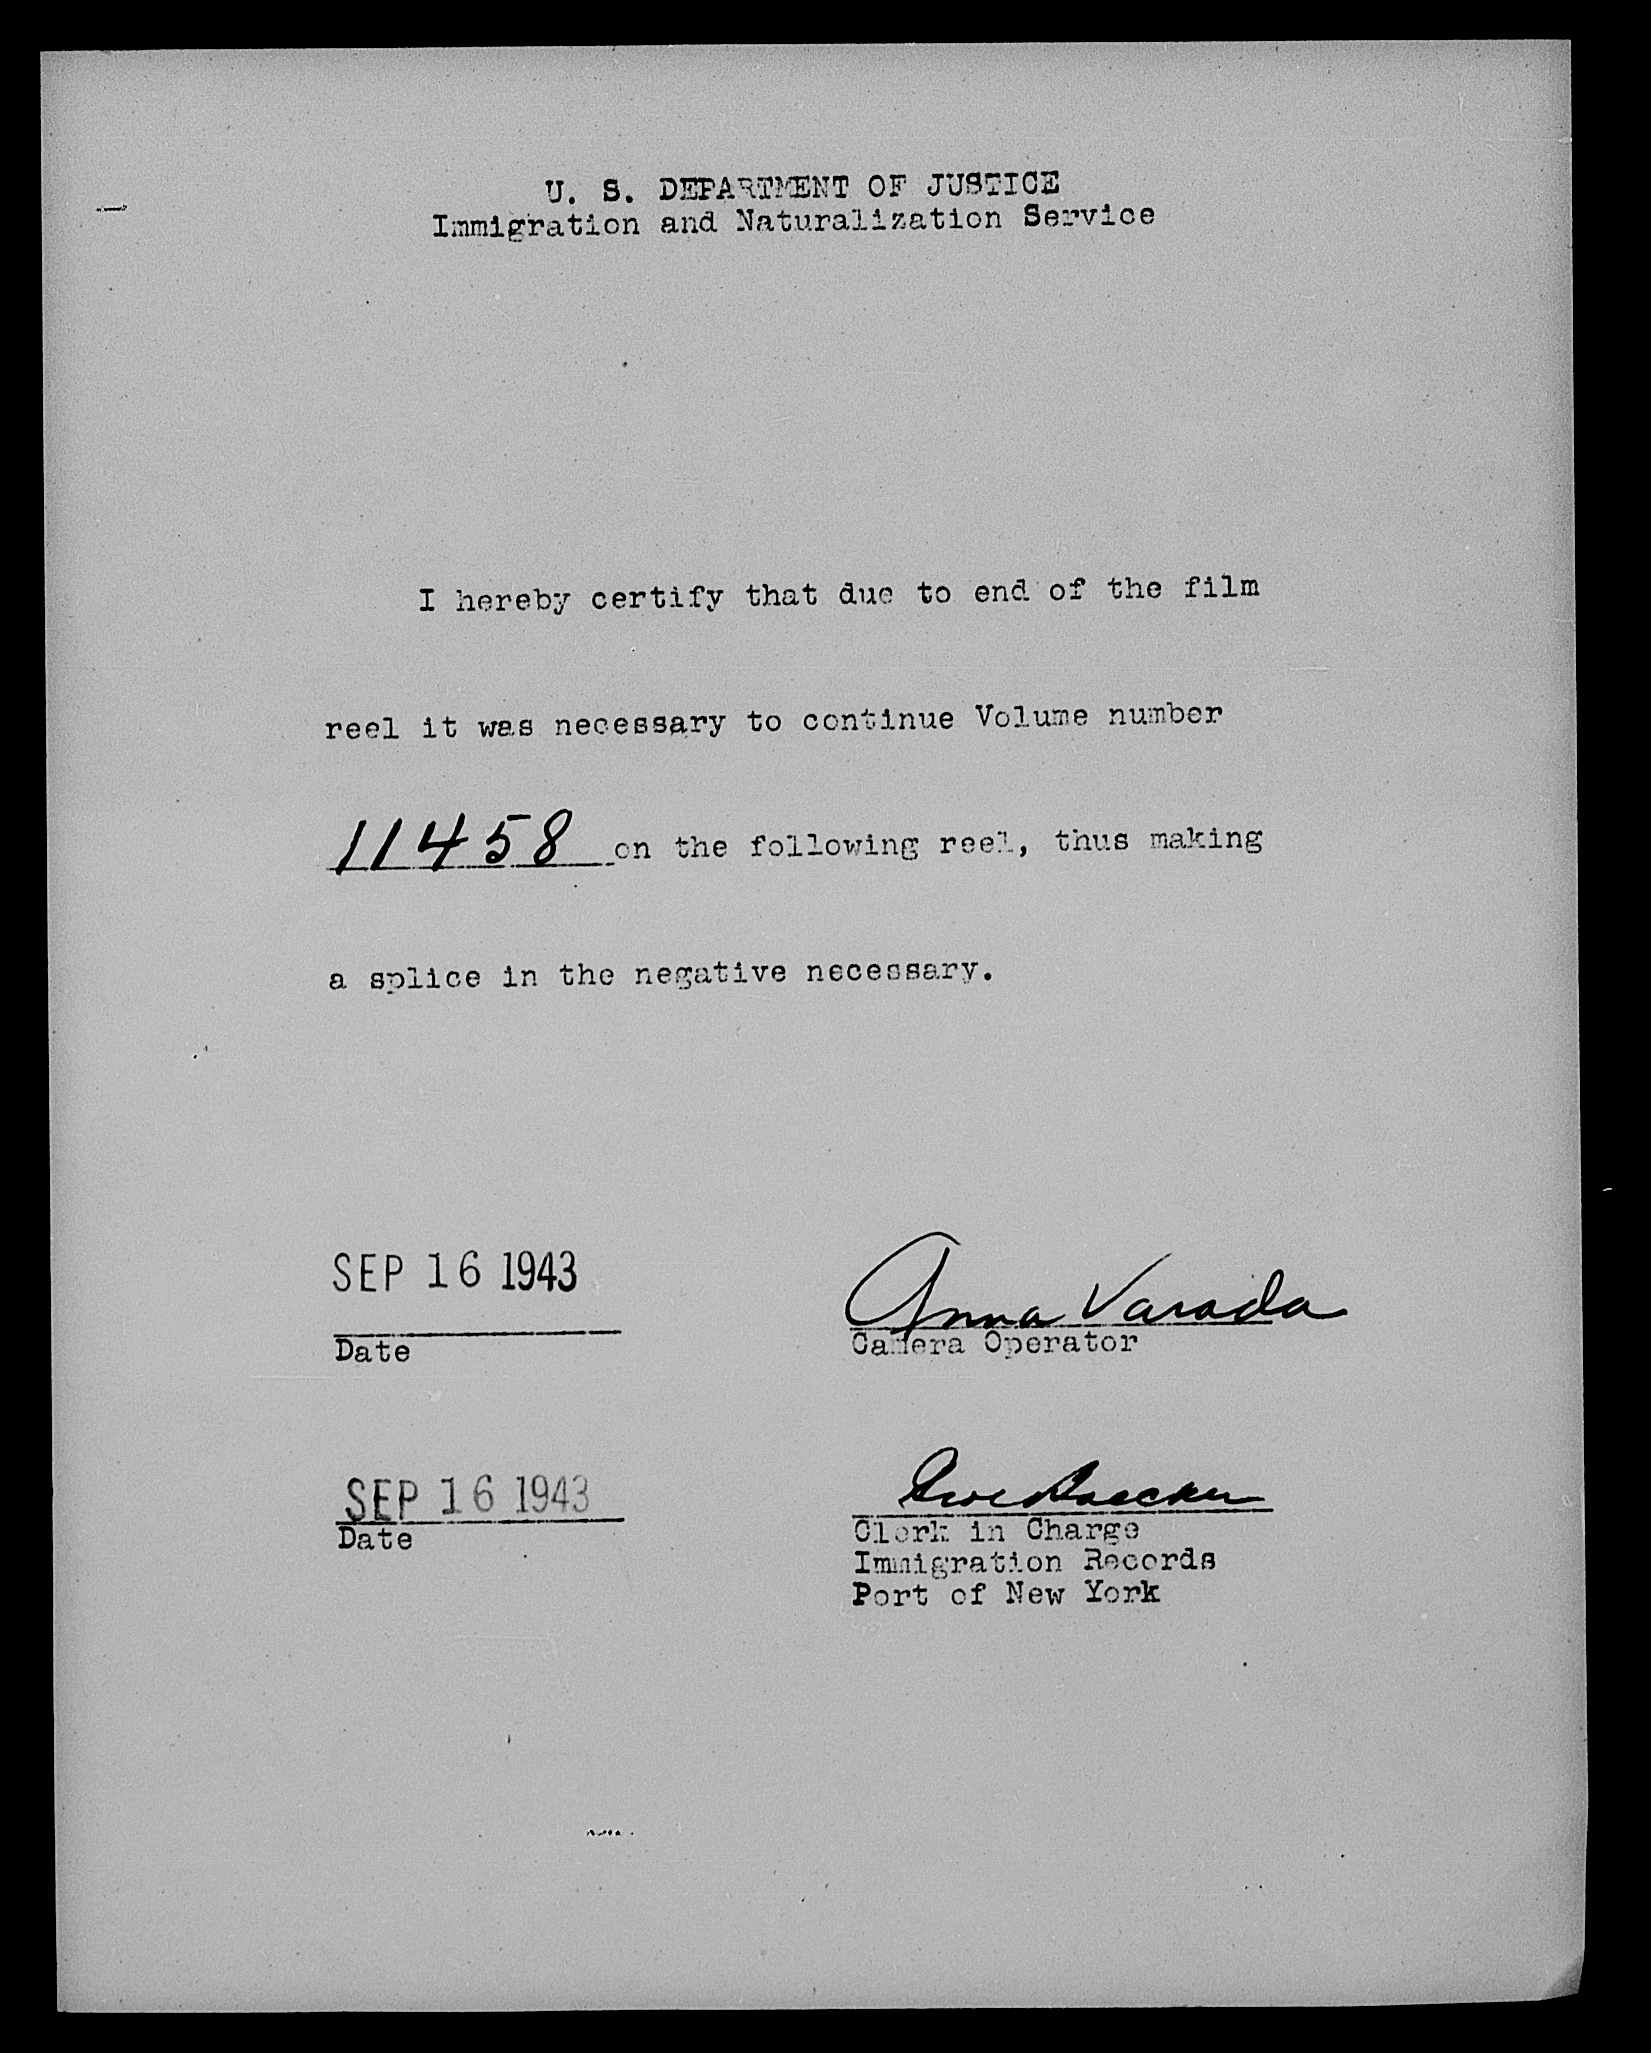 U. S. DEPARTMENT OF JUSTICE
Immigration and Naturalization Service
I hereby certify that due to end of the film
reel it was necessary to continue Volume number
11458 on the following reel, thus making
a splice in the negative necessary.
SEP 16 1943
Anna Varada
Date
Camera Operator
SEP 16 1943
Date
Clerk in Charge
Immigration Records
Port of New York